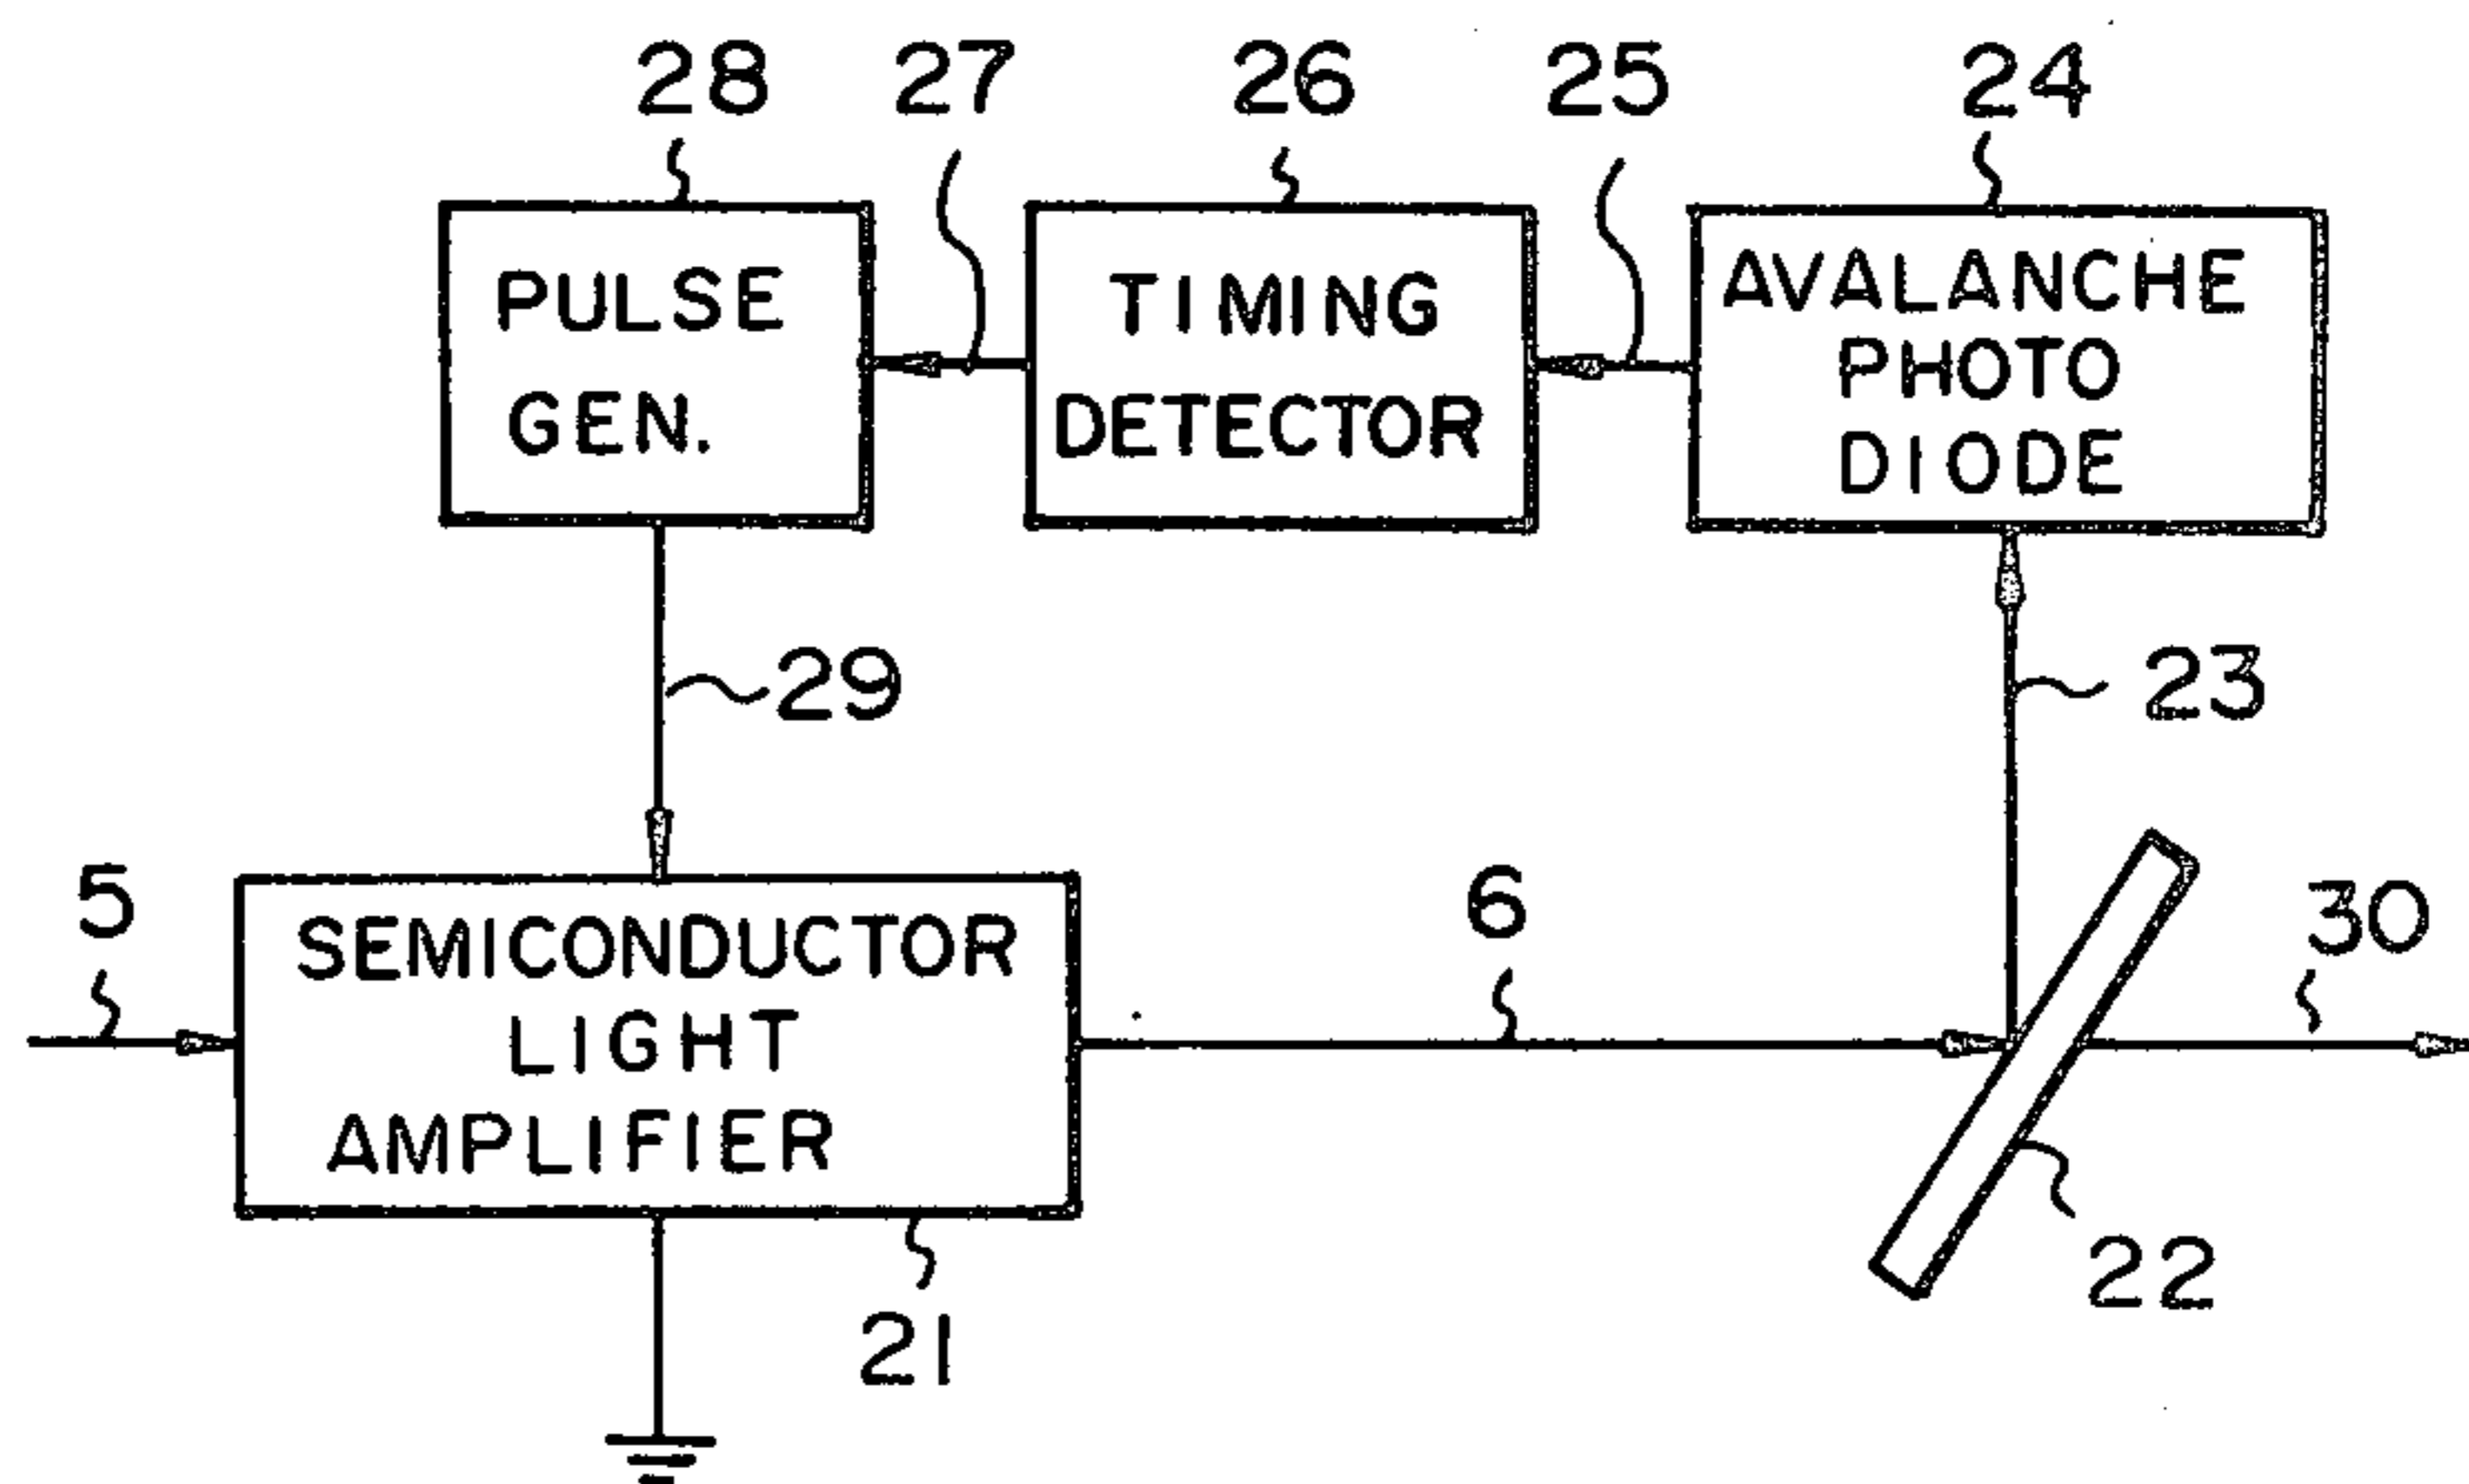 28 27 26 25 24
PULSE
GEN.
TIMING
DETECTOR
AVALANCHE
PHOTO
DIODE
29
23
5
SEMICONDUCTOR
LIGHT
AMPLIFIER
6
30
21
22